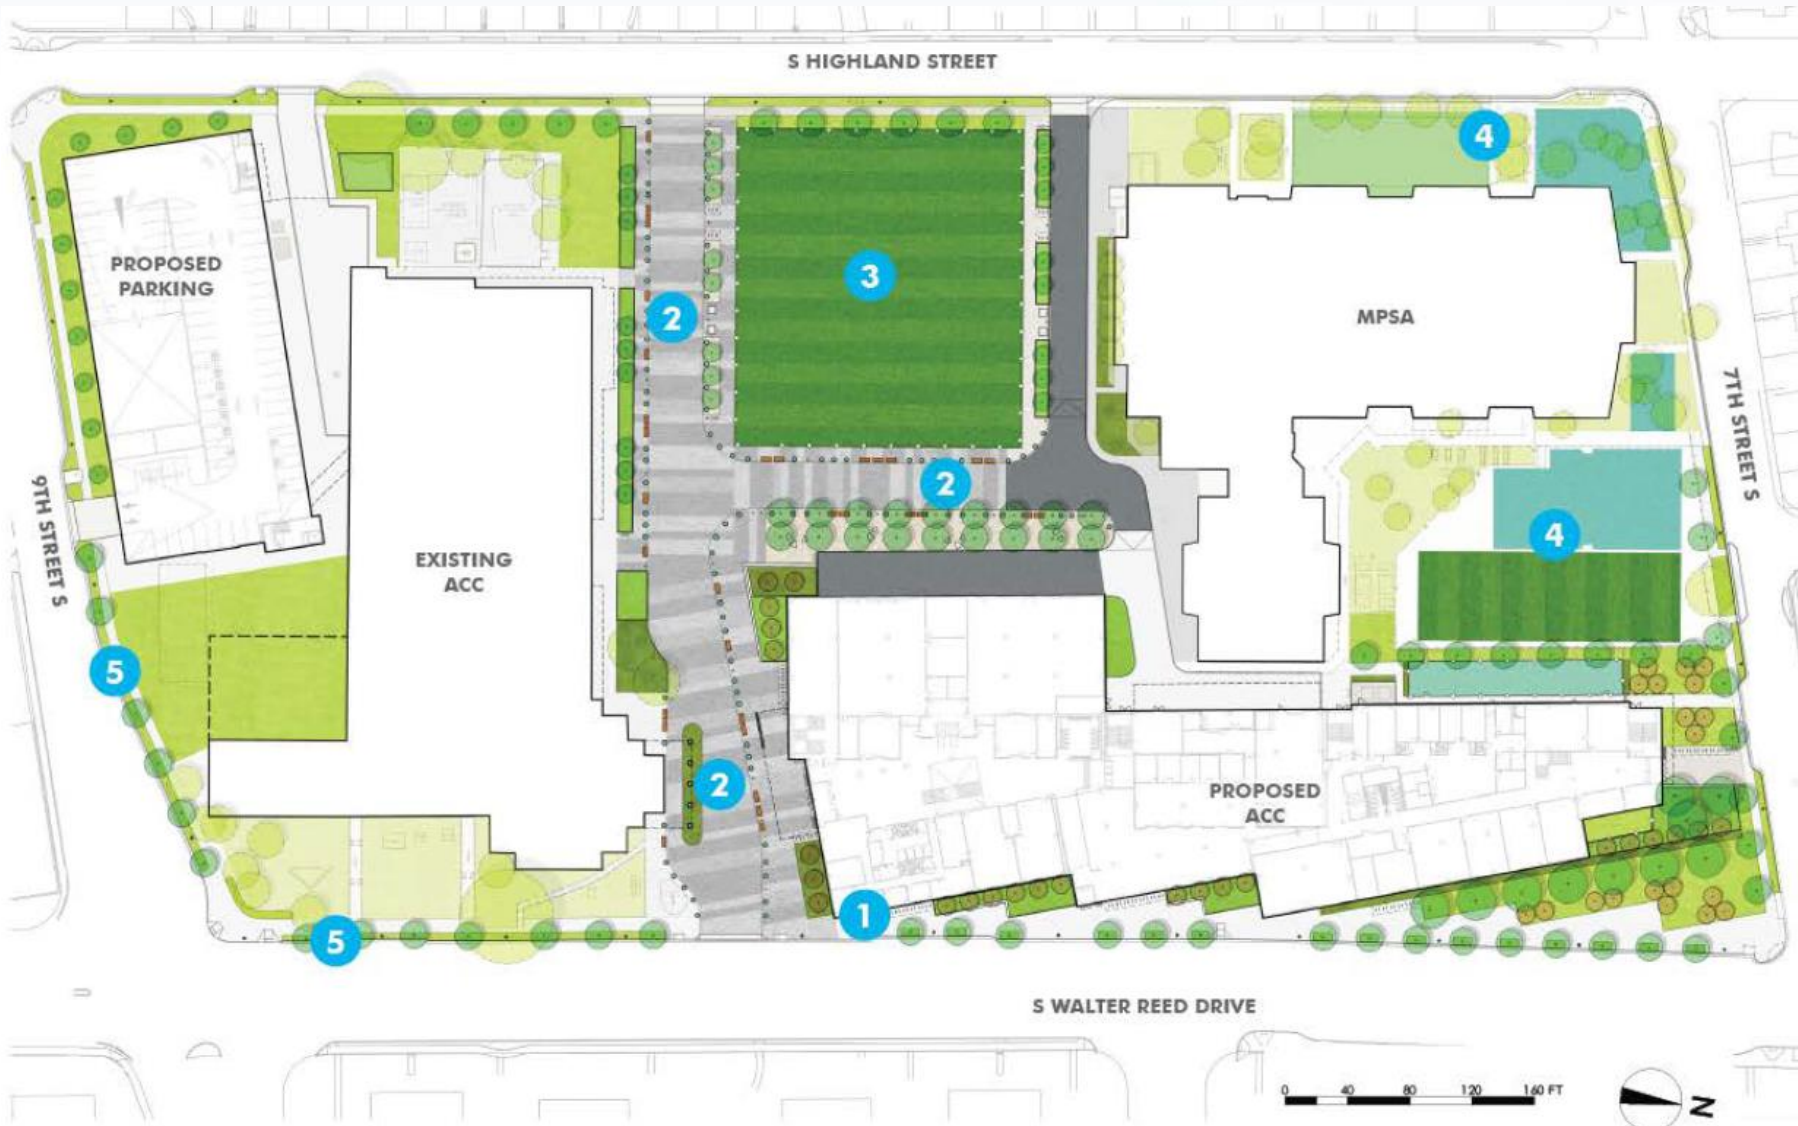 S HIGHLAND STREET
4
PROPOSED
PARKING
3
2
MPSA
7TH STREET S
2
9TH STREET S
EXISTING
ACC
4
5
2
PROPOSED
ACC
1
5
S WALTER REED DRIVE
0 40 80 120 160 FT
N